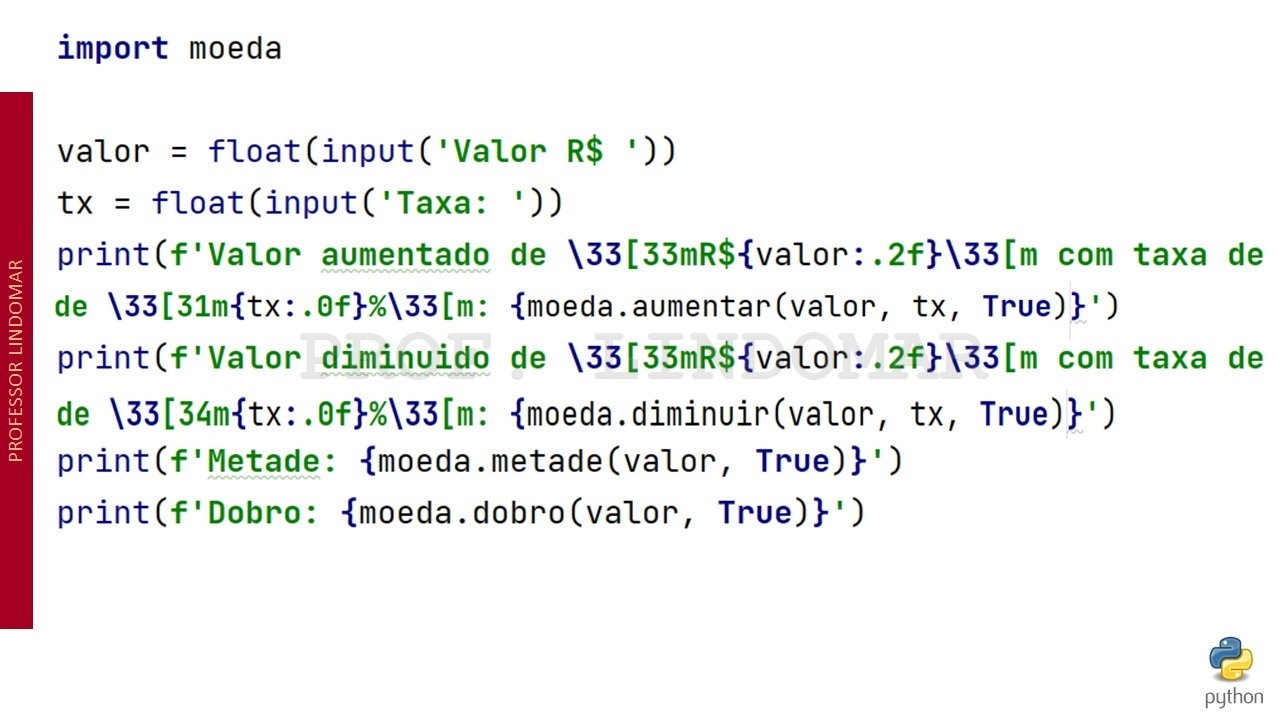 import moeda
valor = float(input('Valor R$ '))
tx = float(input('Taxa: '))
print(f'Valor aumentado de \33[33mR${valor:.2f}\33[m com taxa de
de \33[31m{tx:.0f}%\33[m: {moeda.aumentar(valor, tx, True)}')
print(f'Valor diminuido de \33[33mR${valor:.2f}\33[m com taxa de
de \33[34m{tx:.0f}%\33[m: {moeda.diminuir(valor, tx, True)}')
print(f'Metade: {moeda.metade(valor, True)}')
print(f'Dobro: {moeda.dobro(valor, True)}')
PROFESSOR LINDOMAR
PROF. LINDOMAR
python